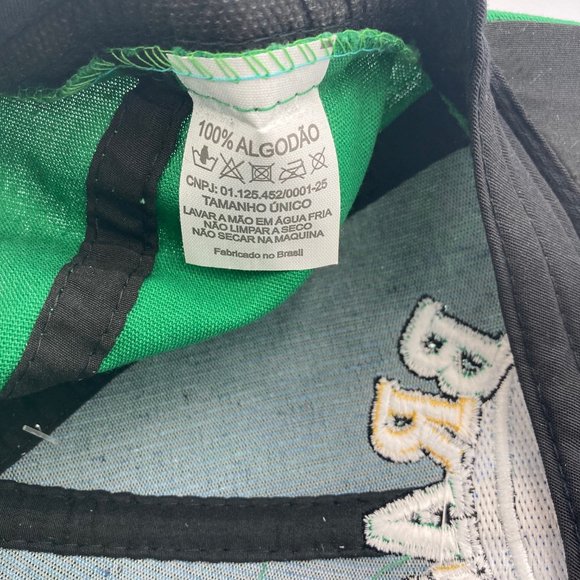 100% ALGODÃO
CNPJ: 01.125.452/0001-25
TAMANHO ÚNICO
LAVAR A MÃO EM ÁGUA FRIA
NÃO LIMPAR A SECO
NÃO SECAR NA MAQUINA
Fabricado no Brasil